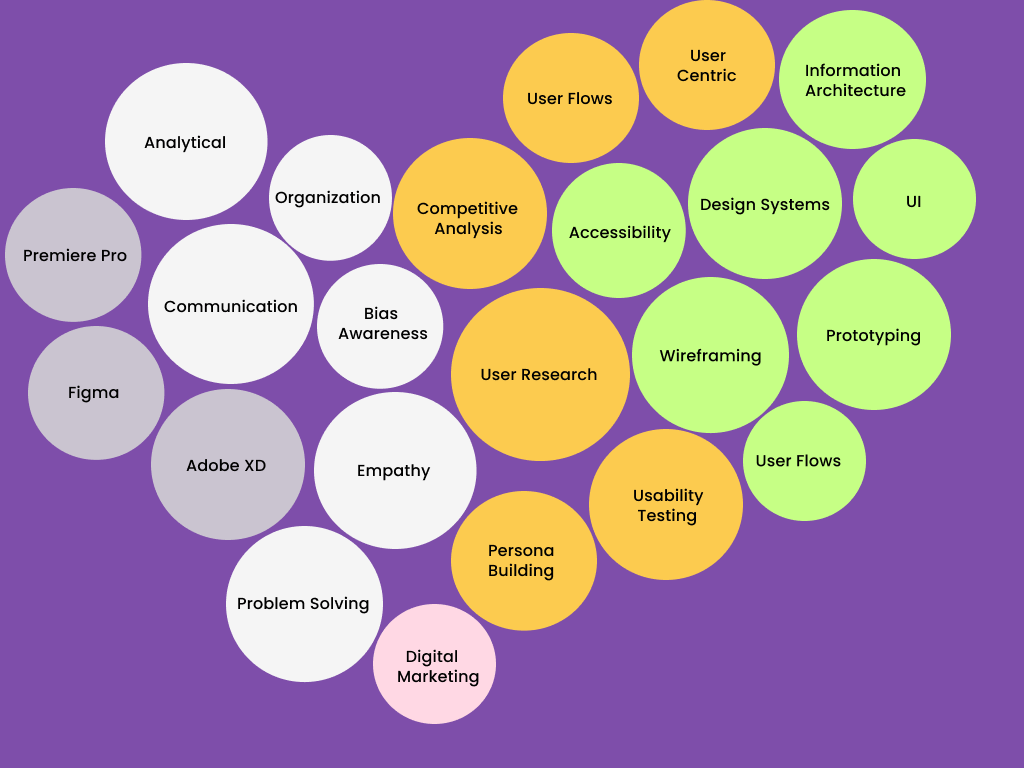 User
Centric
Information
Architecture
User Flows
Analytical
Organization
Competitive
Analysis
Accessibility
Design Systems
UI
Premiere Pro
Communication
Bias
Awareness
User Research
Wireframing
Prototyping
Figma
Adobe XD
Empathy
Usability
Testing
User Flows
Persona
Building
Problem Solving
Digital
Marketing